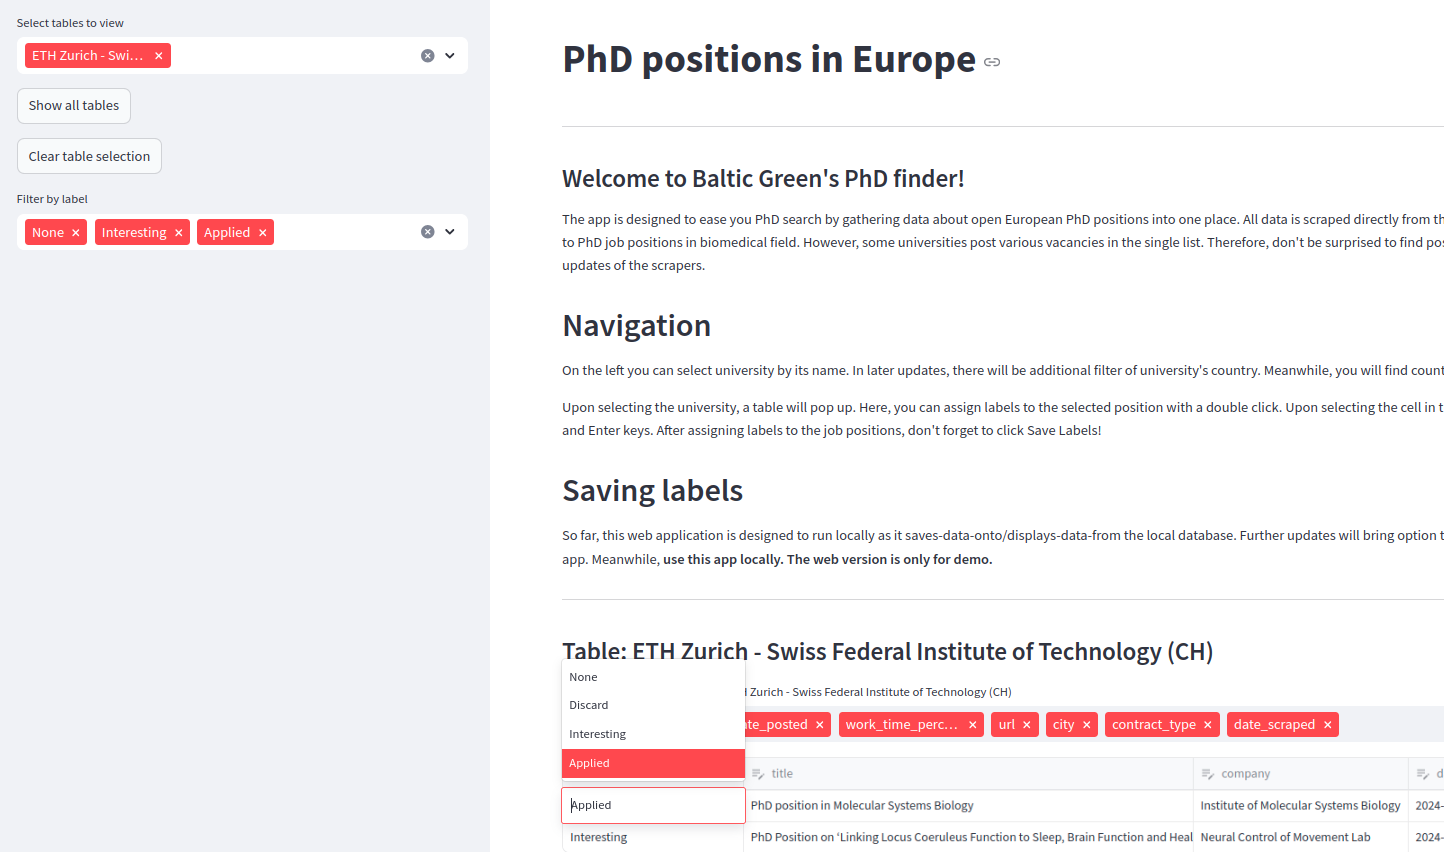 Select tables to view
ETH Zurich - Swi...
Show all tables
Clear table selection
Filter by label
None Interesting Applied
PhD positions in Europe
Welcome to Baltic Green's PhD finder!
The app is designed to ease you PhD search by gathering data about open European PhD positions into one place. All data is scraped directly from th
to PhD job positions in biomedical field. However, some universities post various vacancies in the single list. Therefore, don't be surprised to find pos
updates of the scrapers.
Navigation
On the left you can select university by its name. In later updates, there will be additional filter of university's country. Meanwhile, you will find count
Upon selecting the university, a table will pop up. Here, you can assign labels to the selected position with a double click. Upon selecting the cell in t
and Enter keys. After assigning labels to the job positions, don't forget to click Save Labels!
Saving labels
So far, this web application is designed to run locally as it saves-data-onto/displays-data-from the local database. Further updates will bring option t
app. Meanwhile, use this app locally. The web version is only for demo.
Table: ETH Zurich - Swiss Federal Institute of Technology (CH)
None
Zurich - Swiss Federal Institute of Technology (CH)
Discard
ate_posted work_time_perc... url city contract_type date_scraped
Interesting
Applied
title company d
Applied PhD position in Molecular Systems Biology Institute of Molecular Systems Biology 2024-
Interesting PhD Position on ‘Linking Locus Coeruleus Function to Sleep, Brain Function and Heal Neural Control of Movement Lab 2024-